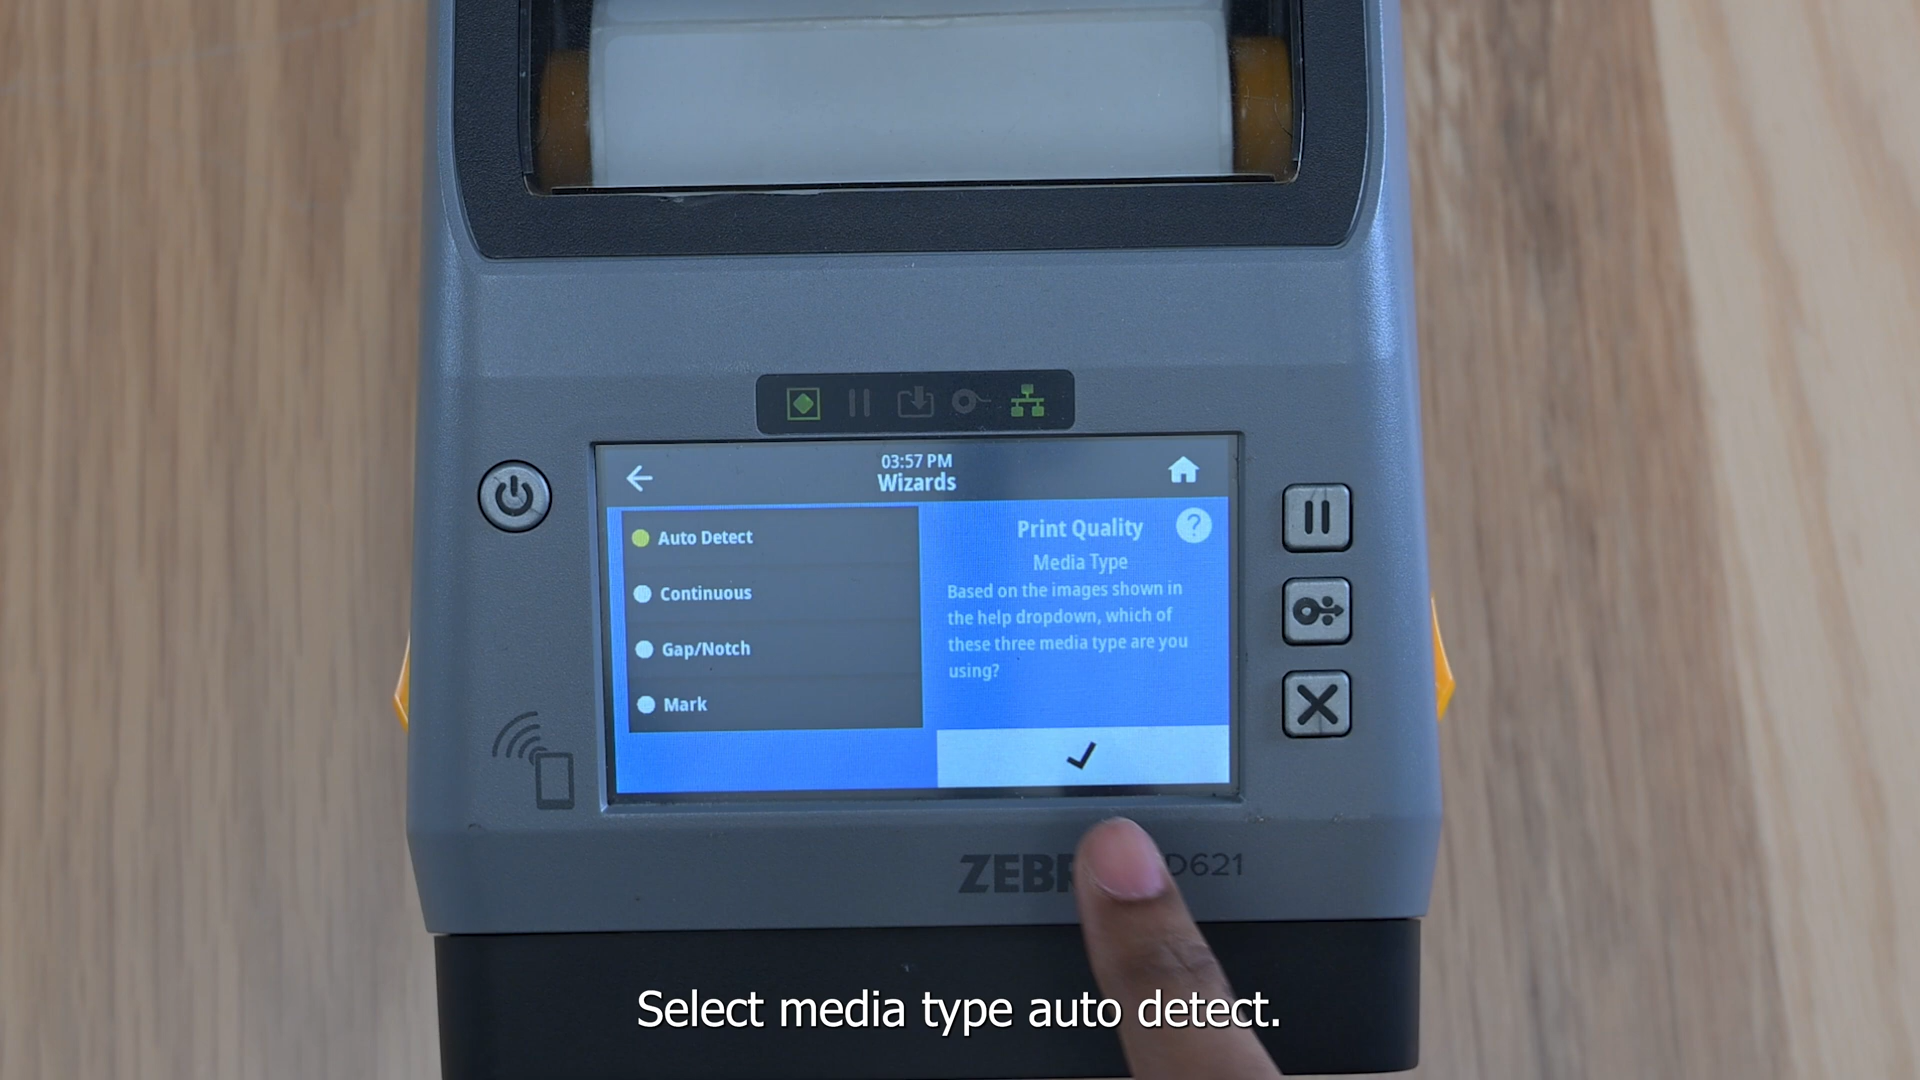 03:57 PM
Wizards
Auto Detect
Continuous
Gap/Notch
Mark
Print Quality
?
Media Type
Based on the images shown in
the help dropdown, which of
these three media type are you
using?
ZEBR D621
Select media type auto detect.